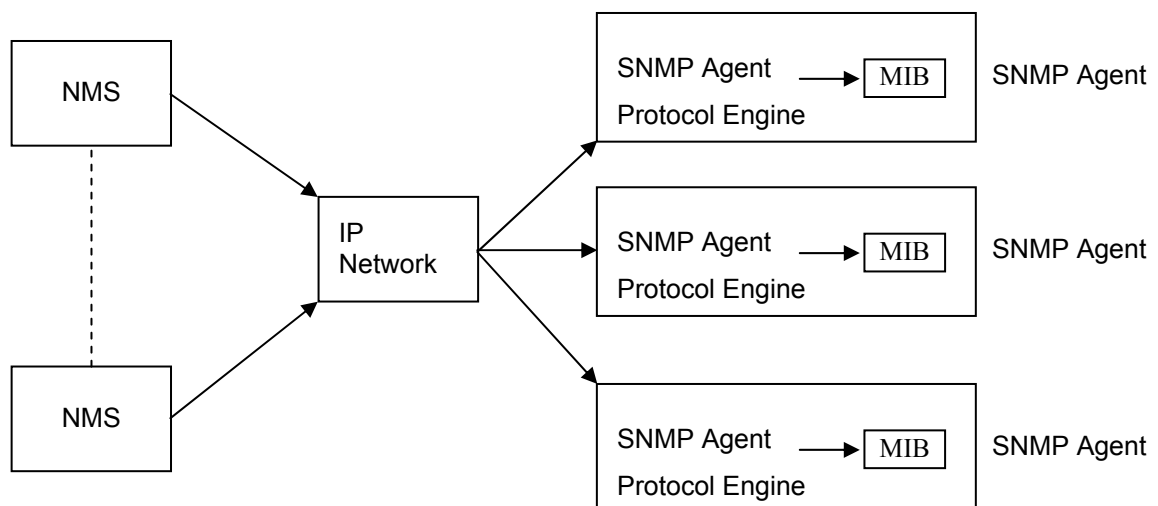 NMS
NMS
IP
Network
SNMP Agent
Protocol Engine
MIB
SNMP Agent
SNMP Agent
Protocol Engine
MIB
SNMP Agent
SNMP Agent
Protocol Engine
MIB
SNMP Agent